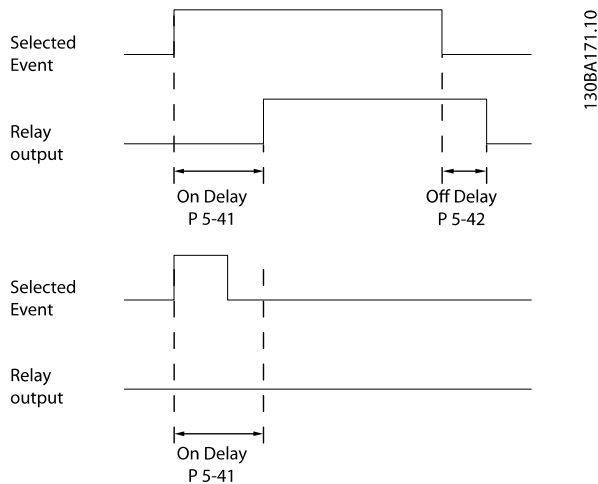 Selected
Event
130BA171.10
Relay
output
On Delay
P 5-41
Off Delay
P 5-42
Selected
Event
Relay
output
On Delay
P 5-41